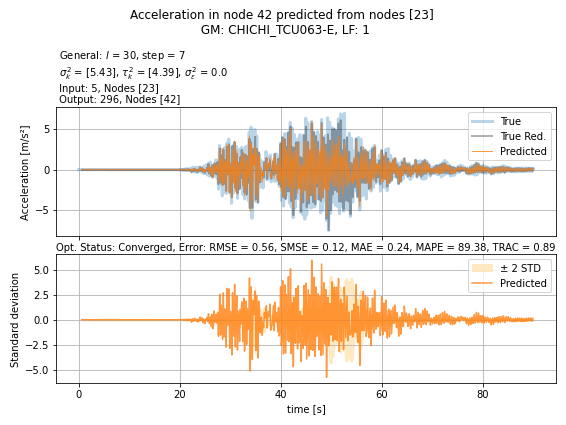 Acceleration in node 42 predicted from nodes [23]
GM: CHICHI_TCU063-E, LF: 1
General: l = 30, step = 7
σ²ₖ = [5.43], τ²ₖ = [4.39], σ²ε = 0.0
Input: 5, Nodes [23]
Output: 296, Nodes [42]
Acceleration [m/s²]
5
0
−5
True
True Red.
Predicted
Opt. Status: Converged, Error: RMSE = 0.56, SMSE = 0.12, MAE = 0.24, MAPE = 89.38, TRAC = 0.89
Standard deviation
5.0
2.5
0.0
−2.5
−5.0
± 2 STD
Predicted
0 20 40 60 80
time [s]